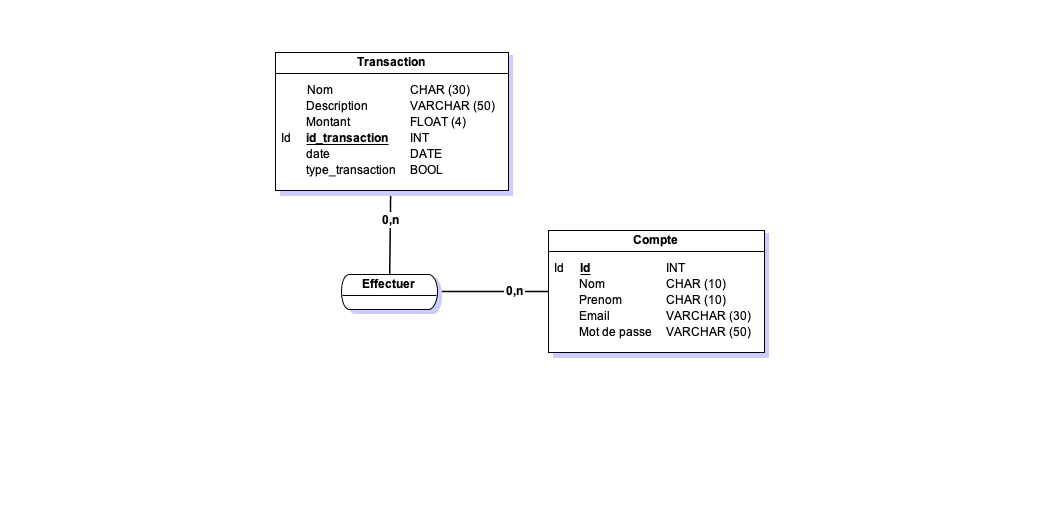 Transaction
Nom CHAR (30)
Description VARCHAR (50)
Montant FLOAT (4)
Id id_transaction INT
date DATE
type_transaction BOOL
0,n
Effectuer
0,n
Compte
Id Id INT
Nom CHAR (10)
Prenom CHAR (10)
Email VARCHAR (30)
Mot de passe VARCHAR (50)